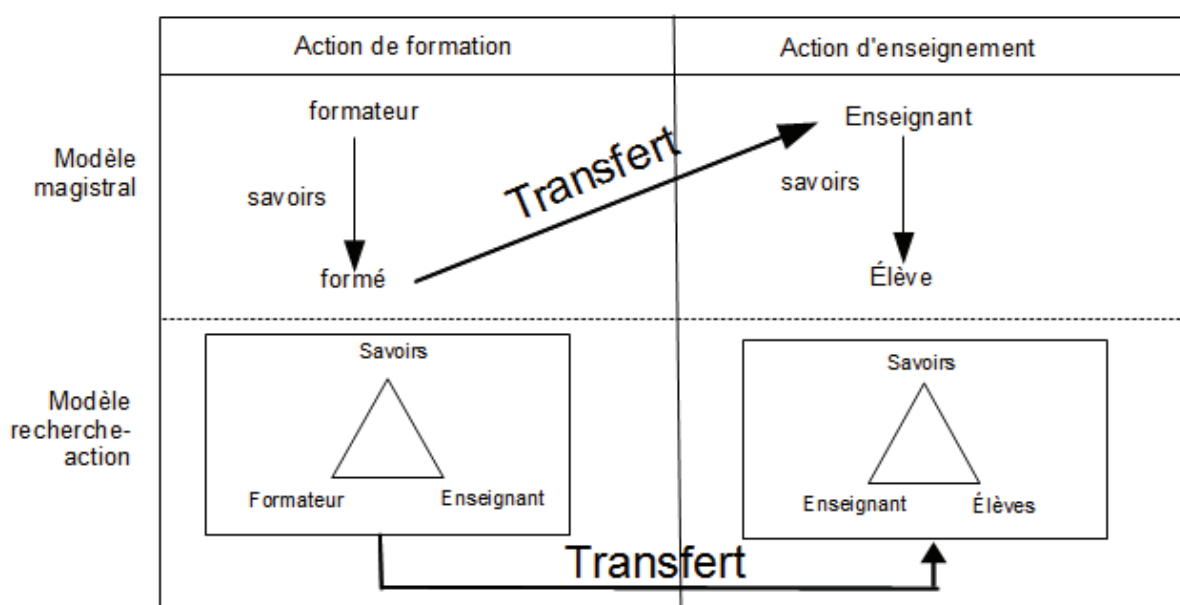 Action de formation
Action d'enseignement
Modèle
magistral
formateur
savoirs
formé
Transfert
Enseignant
savoirs
Élève
Modèle
recherche-
action
Savoirs
Formateur
Enseignant
Savoirs
Enseignant
Élèves
Transfert